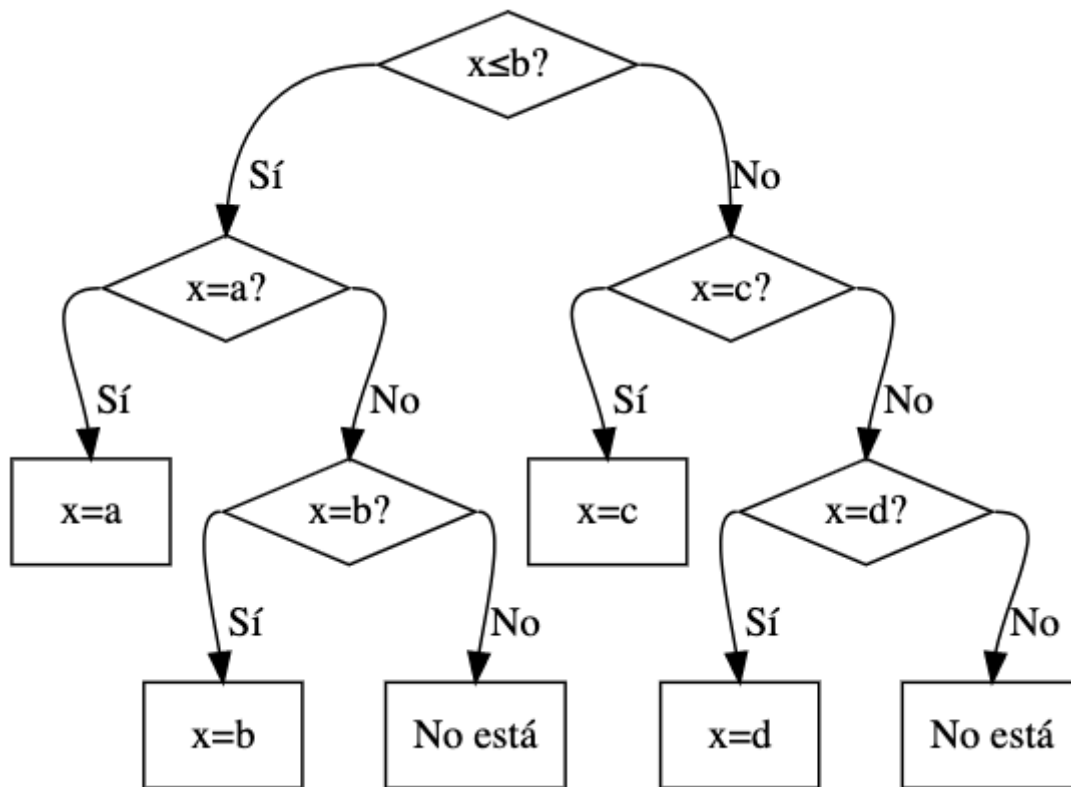 x≤b?
Sí
No
x=a?
x=c?
Sí
No
Sí
No
x=a
x=b?
x=c
x=d?
Sí
No
Sí
No
x=b
No está
x=d
No está